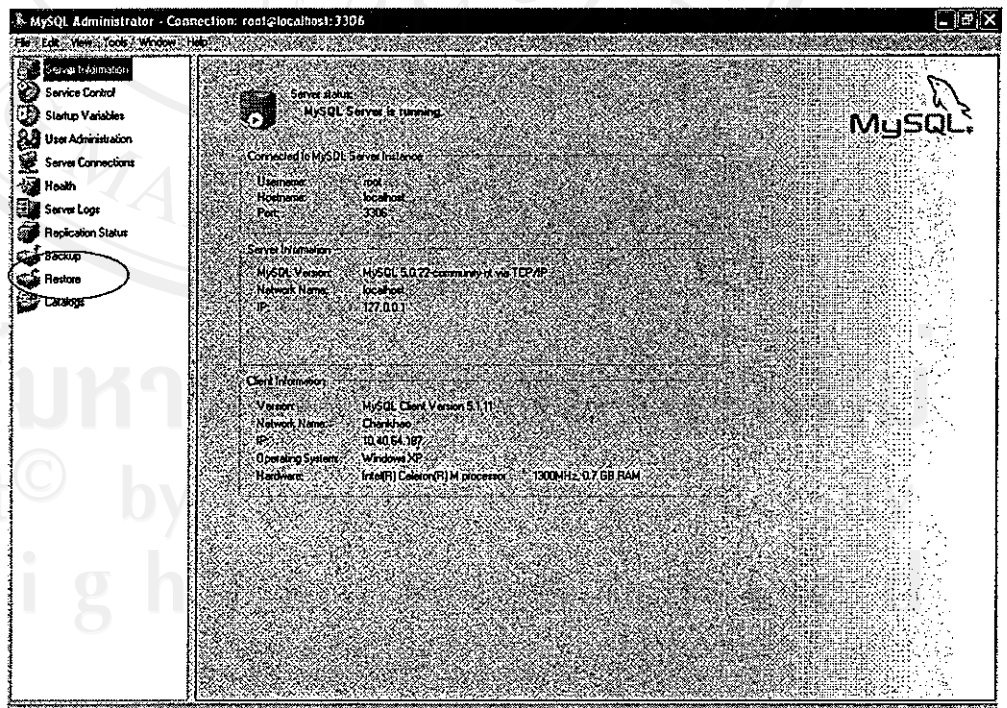 MySQL Administrator - Connection: root@localhost:3306
File Edit View Tools Window Help
Server Information
Service Control
Startup Variables
User Administration
Server Connections
Health
Server Logs
Replication Status
Backup
Restore
Catalogs
Server status:
MySQL Server is running.
MySQL
Connected to MySQL Server Instance
Username: root
Hostname: localhost
Port: 3306
Server Information
MySQL Version: MySQL 5.0.22-community-nt via TCP/IP
Network Name: localhost
IP: 127.0.0.1
Client Information
Version: MySQL Client Version 5.1.11
Network Name:
IP: 10.40.64.187
Operating System: Windows XP
Hardware: Intel(R) Celeron(R) M processor 1300MHz, 0.7 GB RAM
มหา
© by
i g h